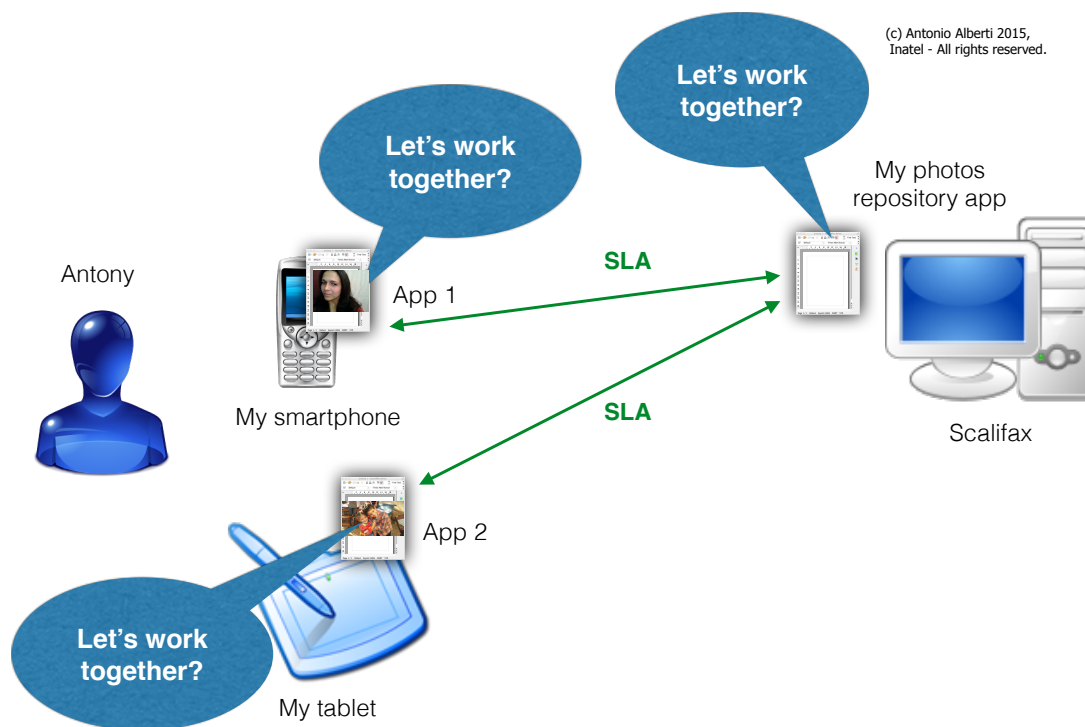 (c) Antonio Alberti 2015,
Inatel - All rights reserved.
Let's work
together?
Let's work
together?
My photos
repository app
Antony
SLA
App 1
My smartphone
SLA
Scalifax
App 2
Let's work
together?
My tablet